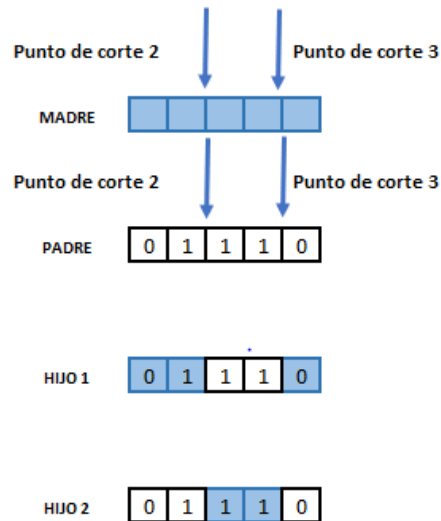 Punto de corte 2 Punto de corte 3
MADRE
Punto de corte 2 Punto de corte 3
PADRE 0 1 1 1 0
HIJO 1 0 1 1 1 0
HIJO 2 0 1 1 1 0